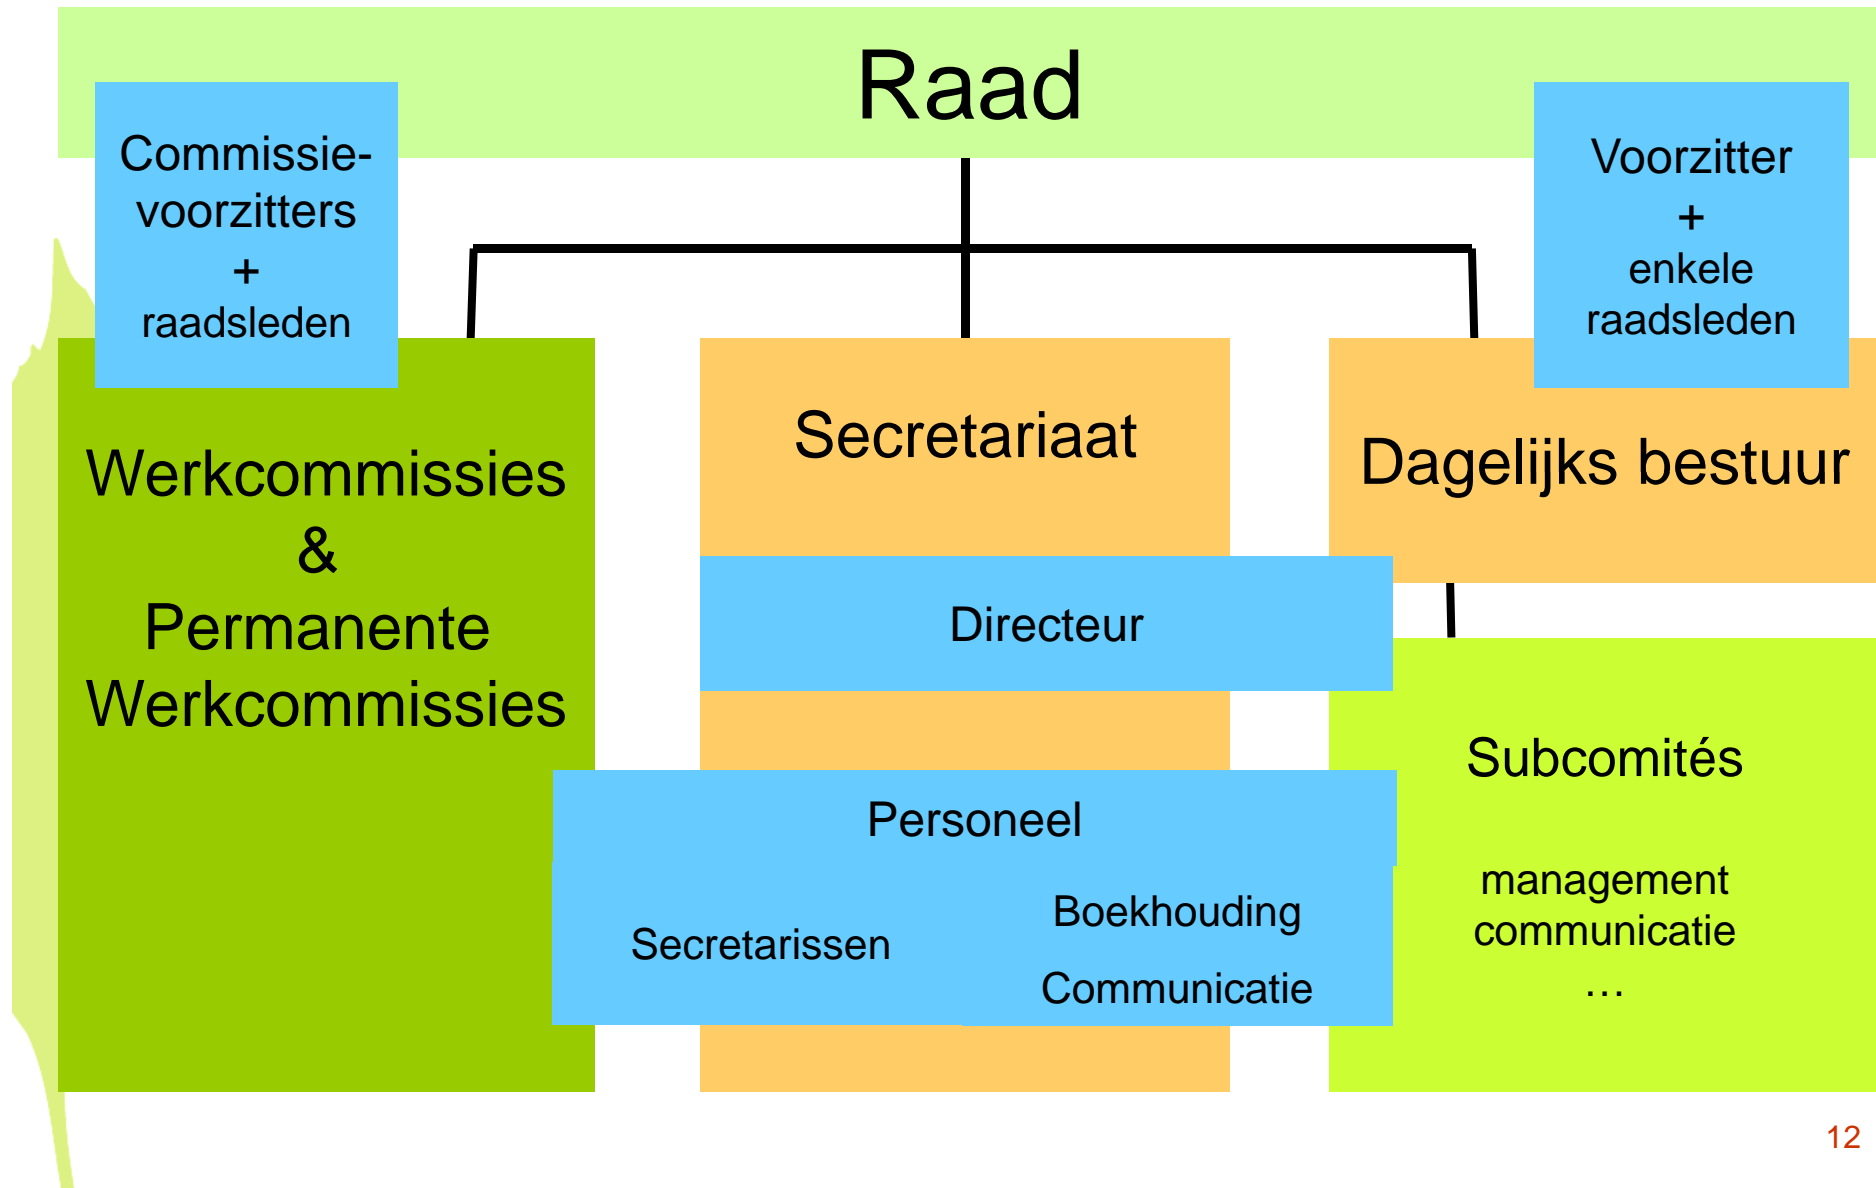 Raad
Commissie-
voorzitters
+
raadsleden
Voorzitter
+
enkele
raadsleden
Werkcommissies
&
Permanente
Werkcommissies
Secretariaat
Dagelijks bestuur
Directeur
Personeel
Secretarissen
Boekhouding
Communicatie
Subcomités
management
communicatie
…
12